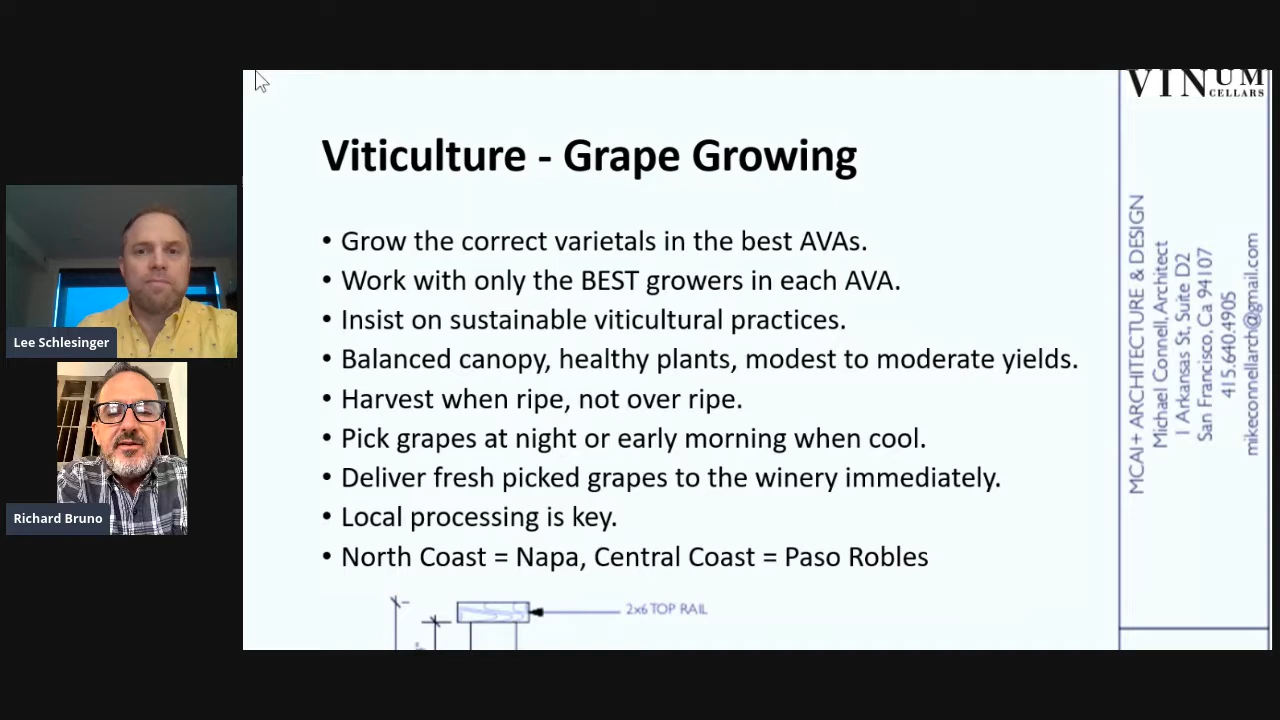 VINUM
CELLARS
Viticulture - Grape Growing
• Grow the correct varietals in the best AVAs.
• Work with only the BEST growers in each AVA.
• Insist on sustainable viticultural practices.
• Balanced canopy, healthy plants, modest to moderate yields.
• Harvest when ripe, not over ripe.
• Pick grapes at night or early morning when cool.
• Deliver fresh picked grapes to the winery immediately.
• Local processing is key.
• North Coast = Napa, Central Coast = Paso Robles
2x6 TOP RAIL
MCAI+ ARCHITECTURE & DESIGN
Michael Connell, Architect
1 Arkansas St, Suite D2
San Francisco, Ca 94107
415.640.4905
mikeconnellarch@gmail.com
Lee Schlesinger
Richard Bruno